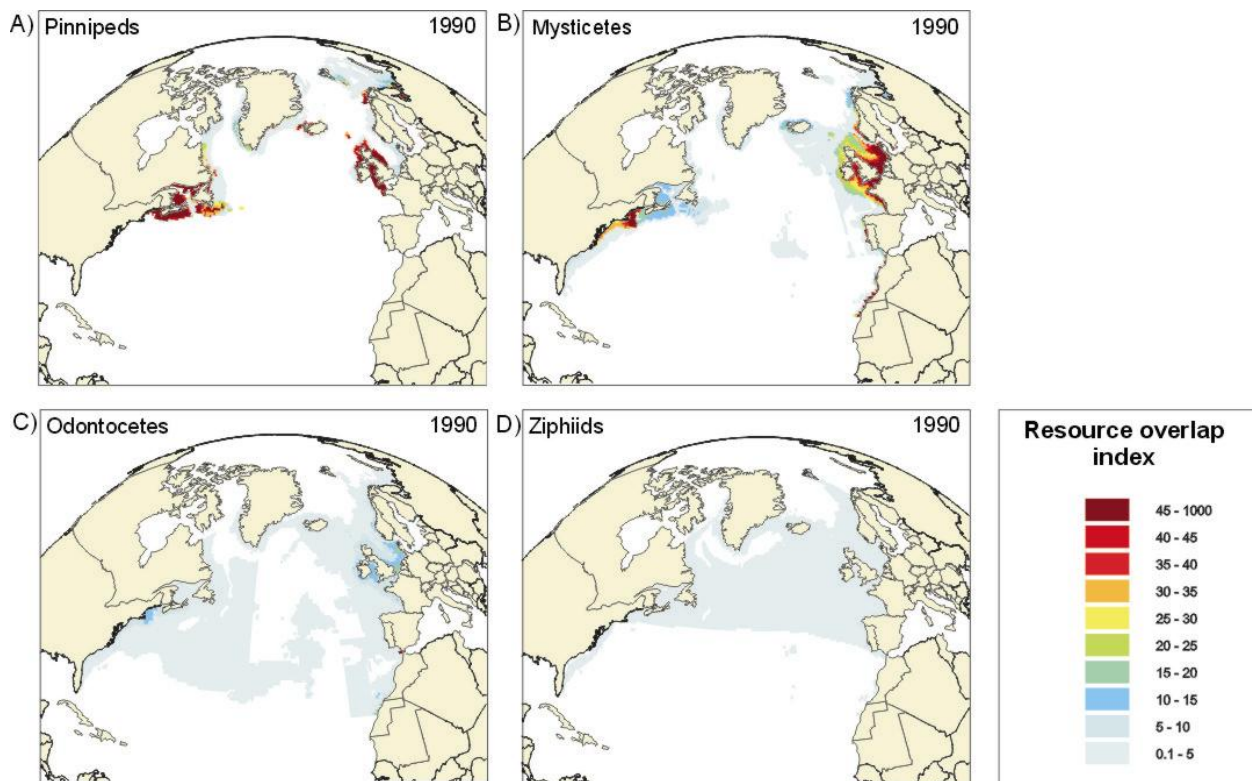 A) Pinnipeds 1990
B) Mysticetes 1990
C) Odontocetes 1990
D) Ziphiids 1990
Resource overlap
index
45 - 1000
40 - 45
35 - 40
30 - 35
25 - 30
20 - 25
15 - 20
10 - 15
5 - 10
0.1 - 5